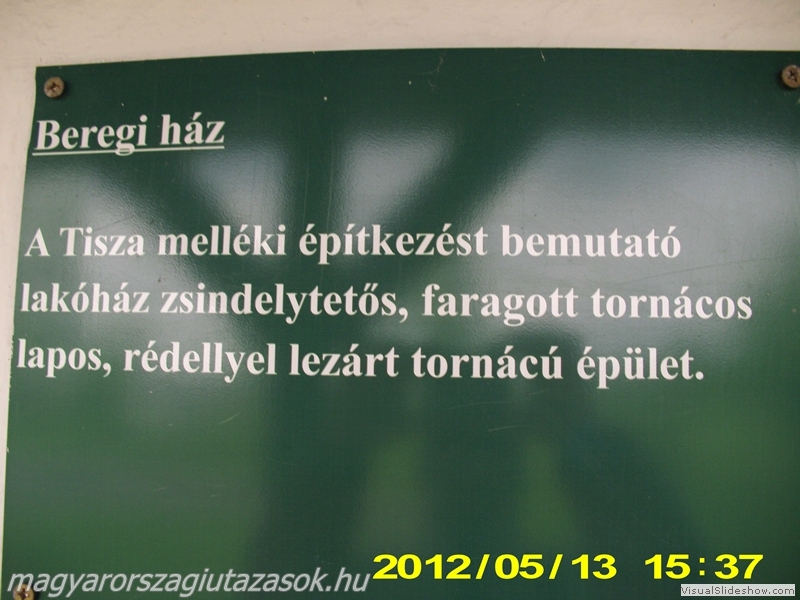 Beregi ház
A Tisza melléki építkezést bemutató
lakóház zsindelytetős, faragott tornácos
lapos, rédellyel lezárt tornácú épület.
2012/05/13 15:37
magyarorszagiutazasok.hu
VisualSlideshow.com